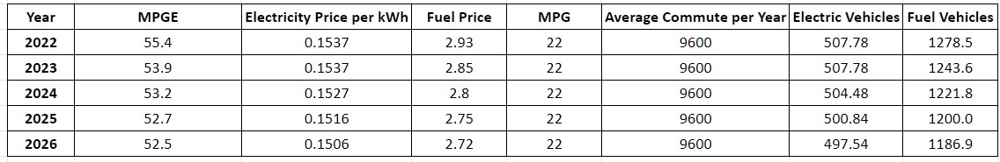 Year MPGE Electricity Price per kWh Fuel Price MPG Average Commute per Year Electric Vehicles Fuel Vehicles
2022 55.4 0.1537 2.93 22 9600 507.78 1278.5
2023 53.9 0.1537 2.85 22 9600 507.78 1243.6
2024 53.2 0.1527 2.8 22 9600 504.48 1221.8
2025 52.7 0.1516 2.75 22 9600 500.84 1200.0
2026 52.5 0.1506 2.72 22 9600 497.54 1186.9